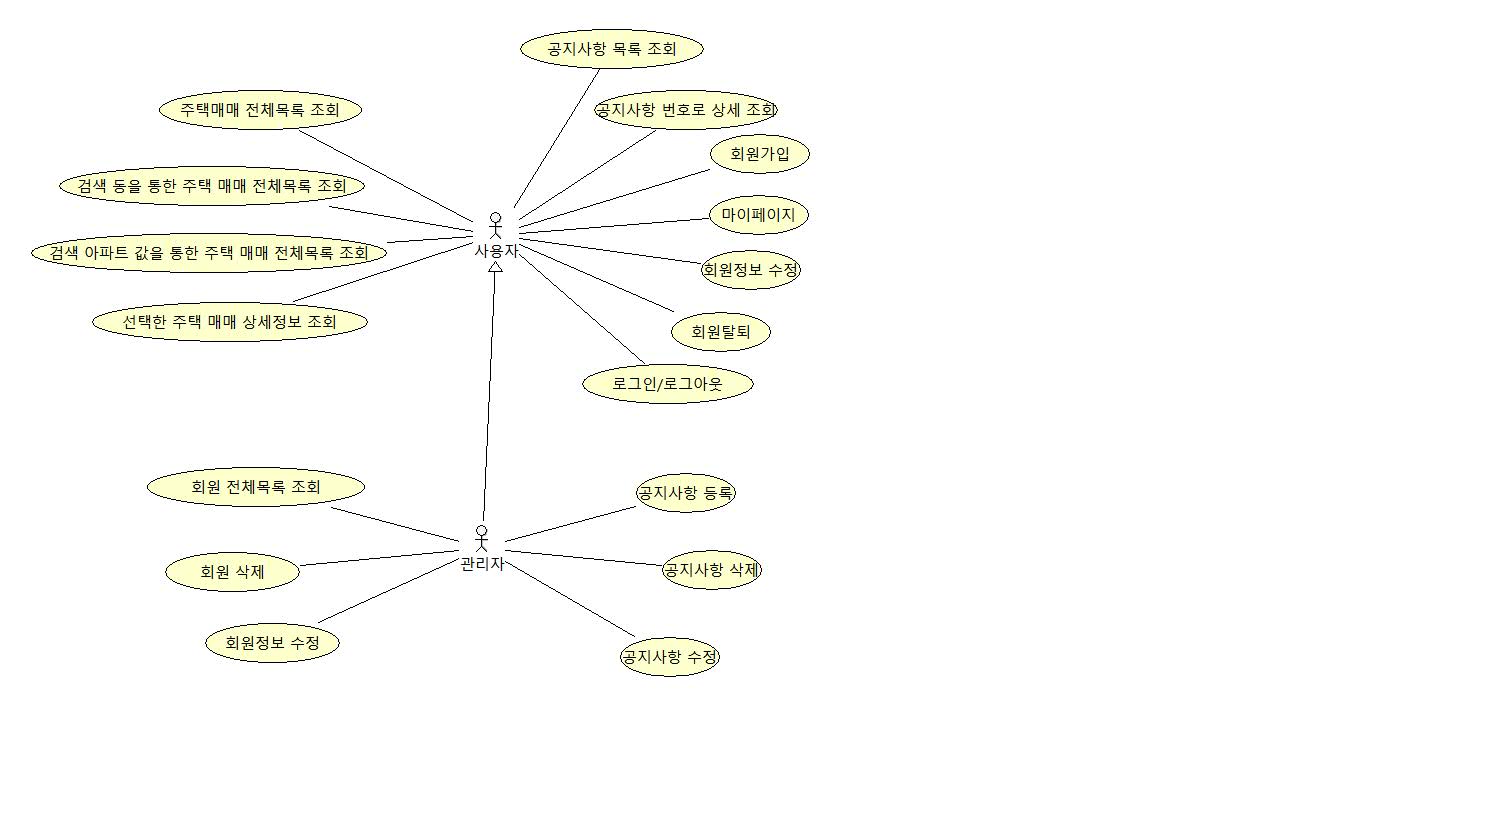 공지사항 목록 조회
주택매매 전체목록 조회
공지사항 번호로 상세 조회
회원가입
검색 동을 통한 주택 매매 전체목록 조회
마이페이지
사용자
검색 아파트 값을 통한 주택 매매 전체목록 조회
회원정보 수정
선택한 주택 매매 상세정보 조회
회원탈퇴
로그인/로그아웃
회원 전체목록 조회
공지사항 등록
관리자
회원 삭제
공지사항 삭제
회원정보 수정
공지사항 수정